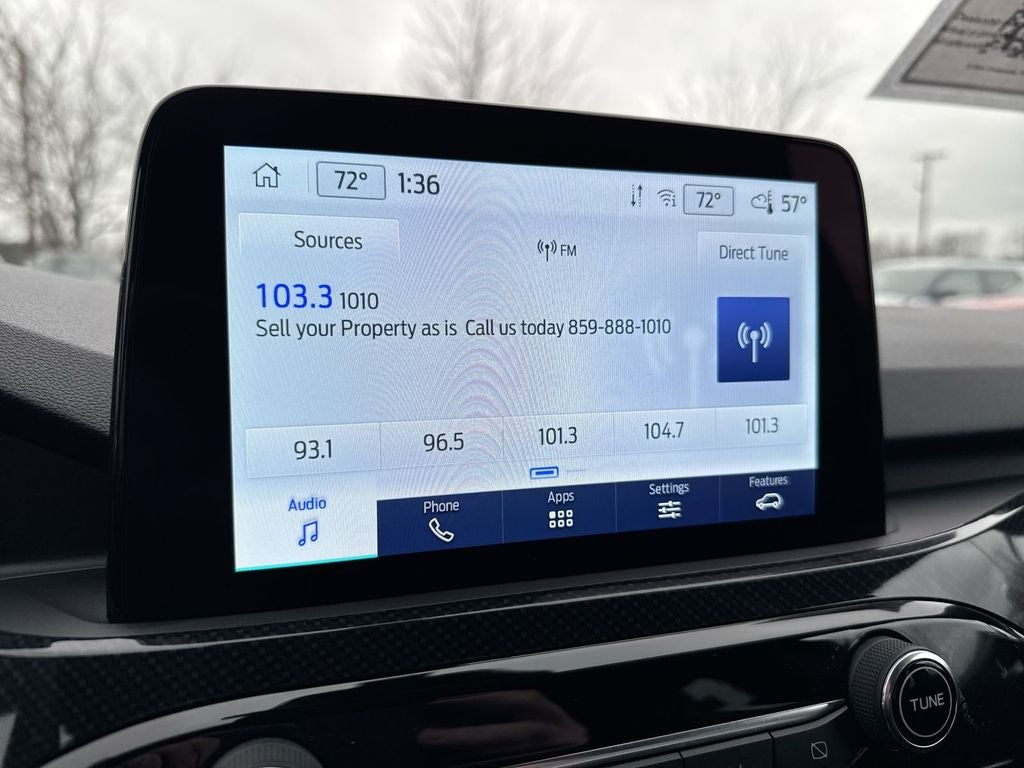 72° 1:36 72° 57°
Sources FM Direct Tune
103.3 1010
Sell your Property as is Call us today 859-888-1010
93.1 96.5 101.3 104.7 101.3
Audio Phone Apps Settings Features
TUNE